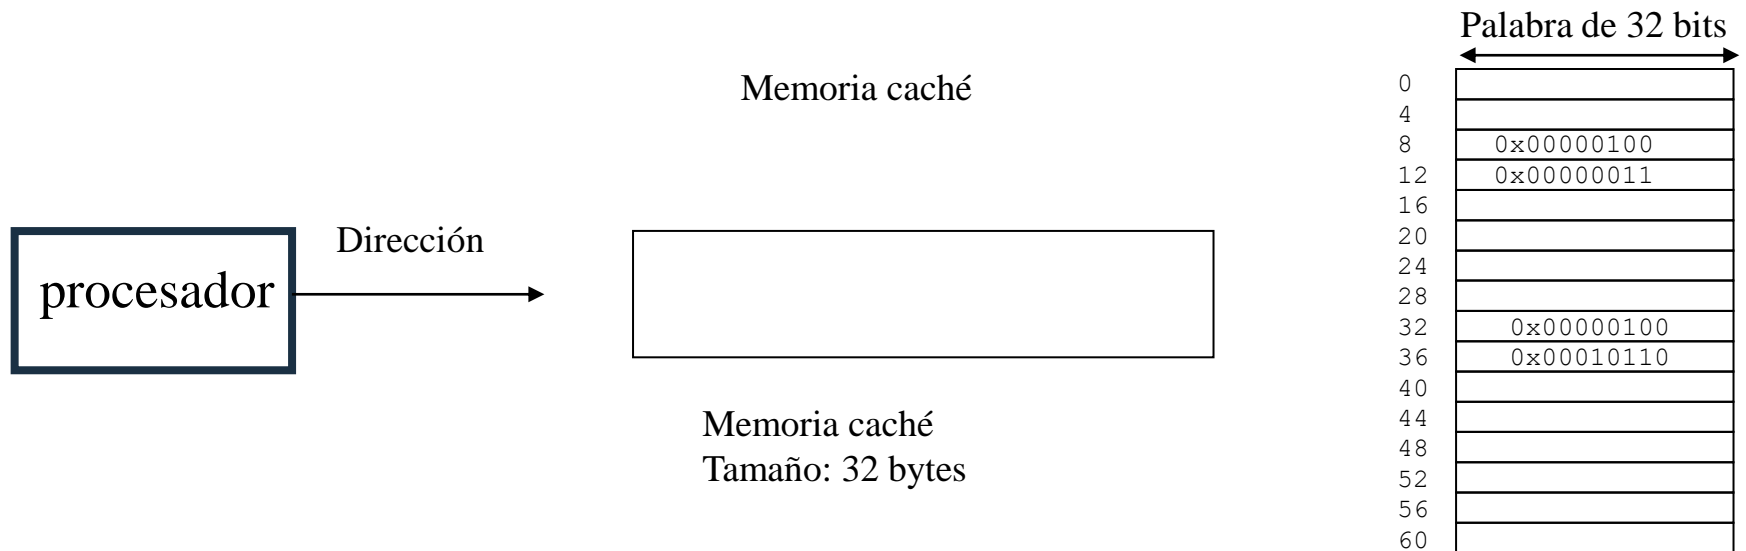 Palabra de 32 bits
Memoria caché
procesador
Dirección
Memoria caché
Tamaño: 32 bytes
0
4
8 0x00000100
12 0x00000011
16
20
24
28
32 0x00000100
36 0x00010110
40
44
48
52
56
60